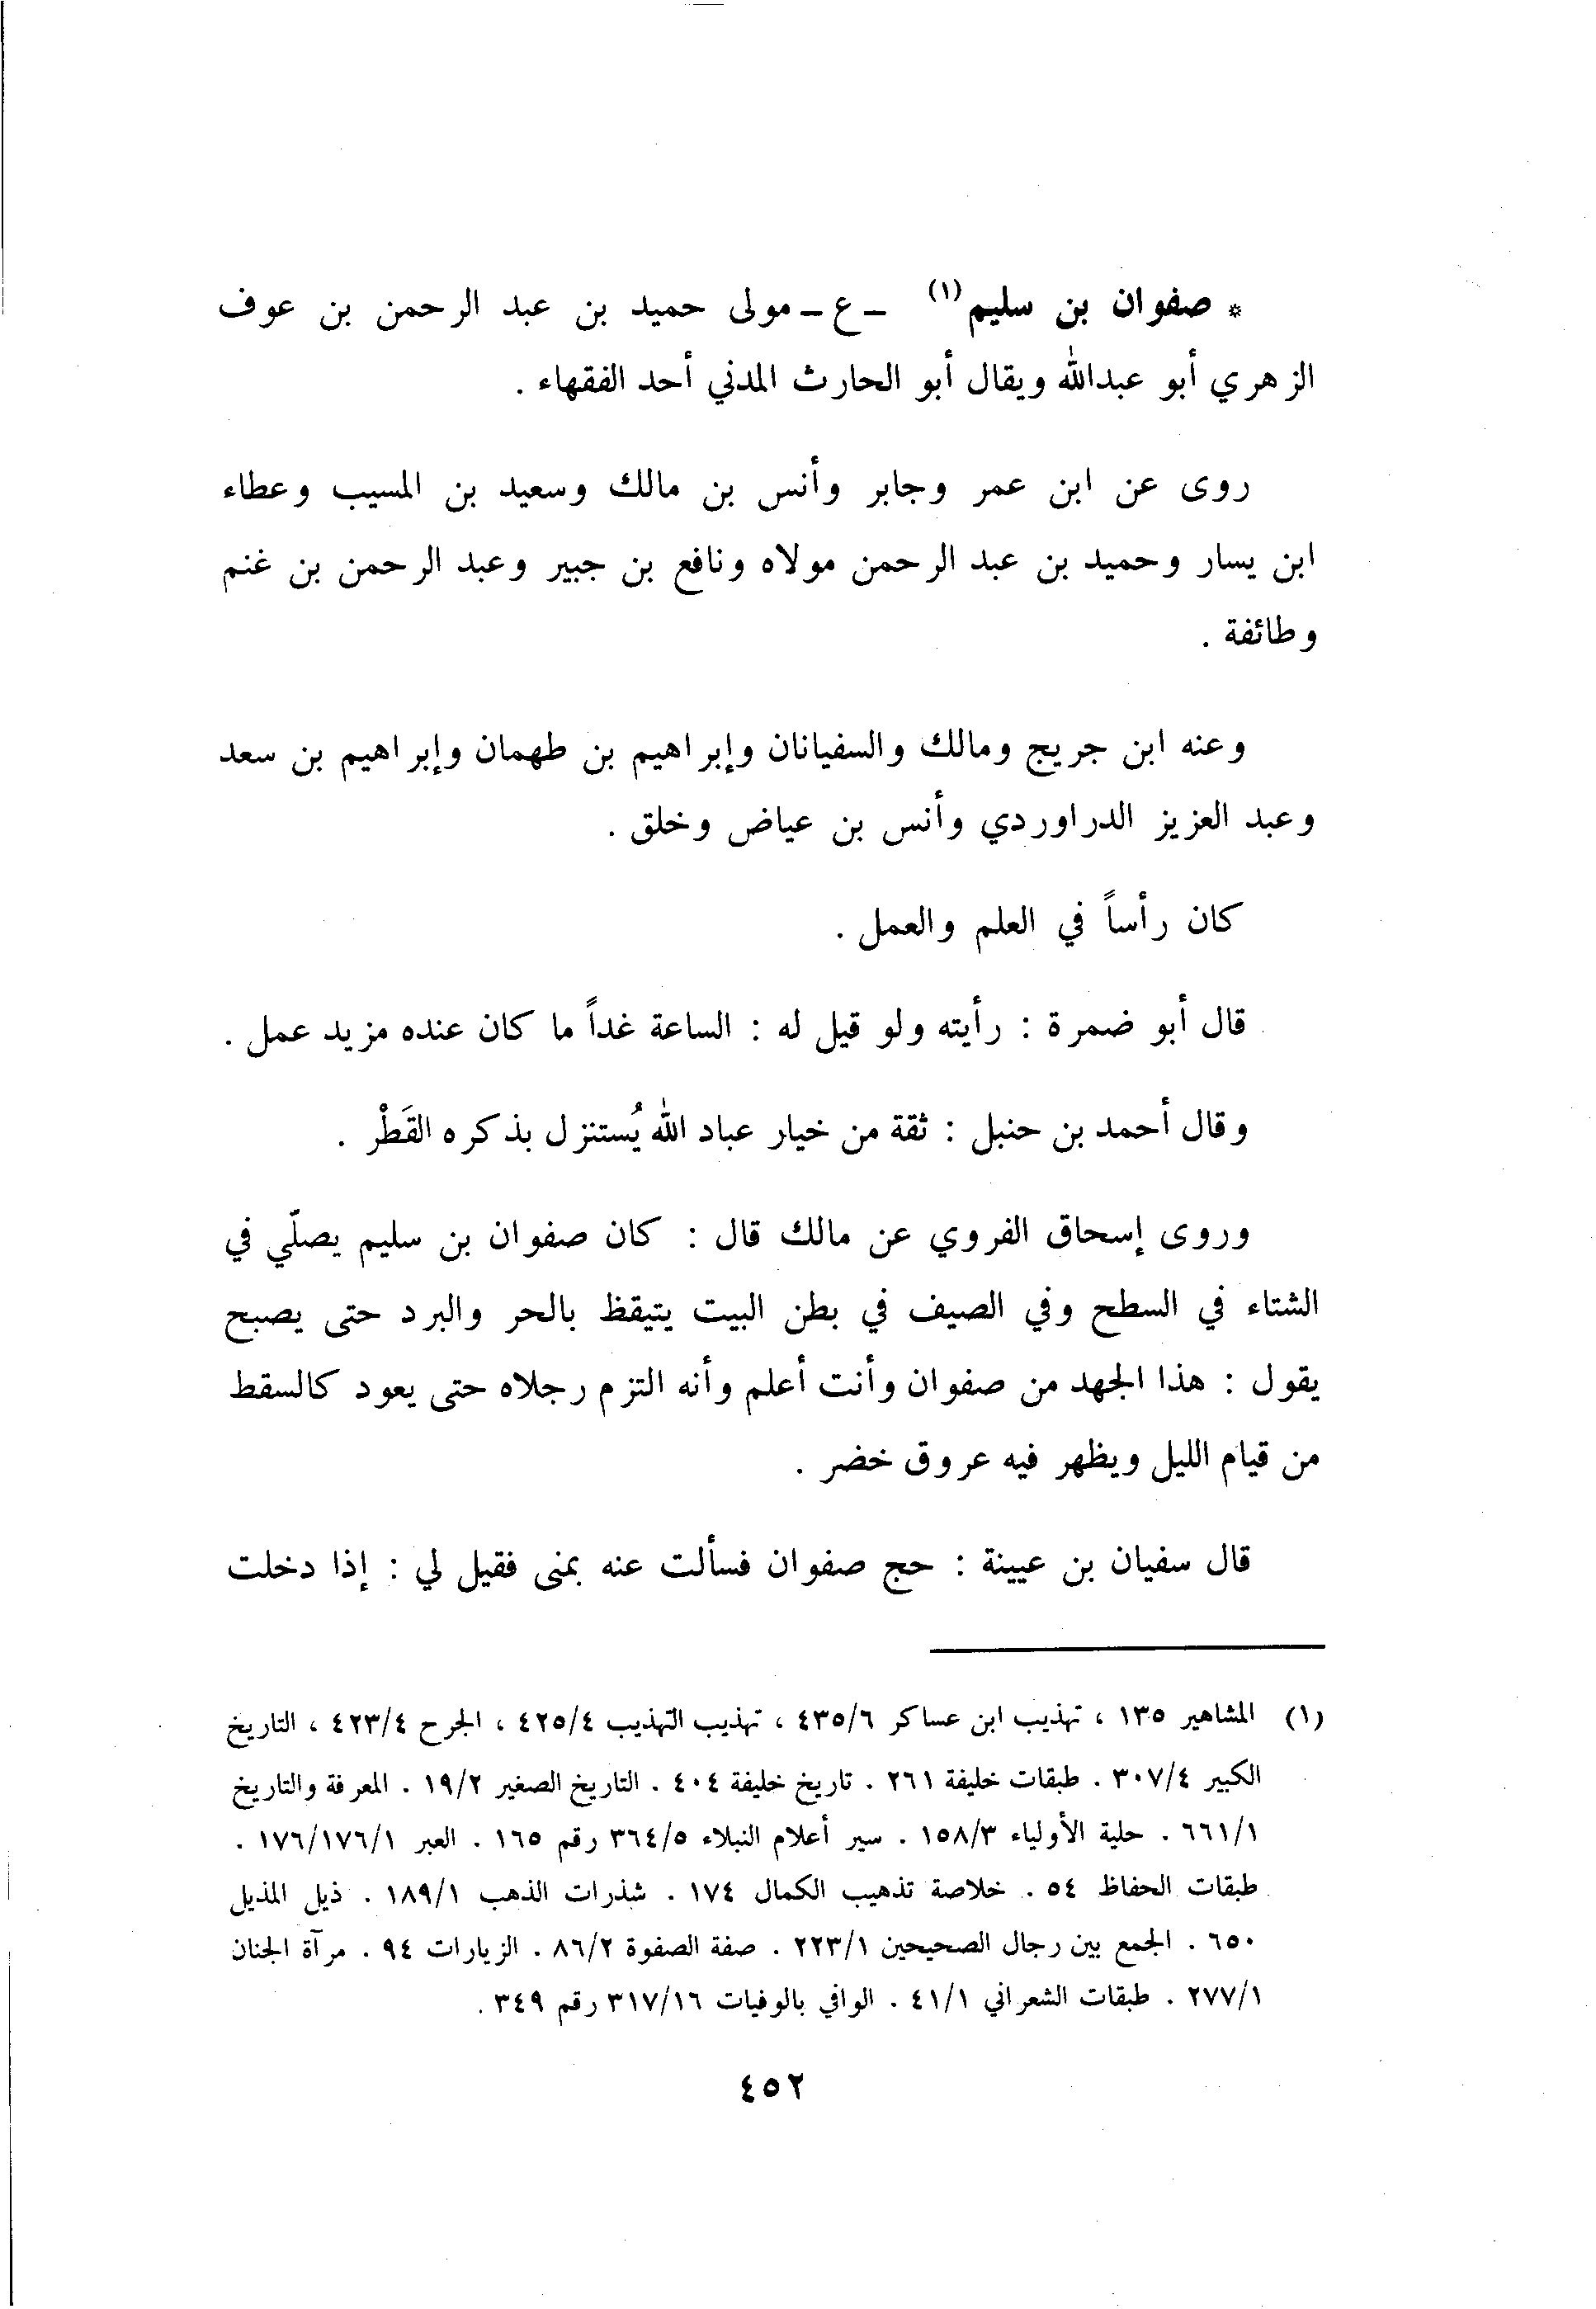 * صفوان بن سليم(١) ـ ع ـ مولى حميد بن عبد الرحمن بن عوف
الزهري أبو عبدالله ويقال أبو الحارث المدني أحد الفقهاء .
روى عن ابن عمر وجابر وأنس بن مالك وسعيد بن المسيب وعطاء
ابن يسار وحميد بن عبد الرحمن مولاه ونافع بن جبير وعبد الرحمن بن غنم
وطائفة .
وعنه ابن جريج ومالك والسفيانان وإبراهيم بن طهمان وإبراهيم بن سعد
وعبد العزيز الدراوردي وأنس بن عياض وخلق .
كان رأساً في العلم والعمل .
قال أبو ضمرة : رأيته ولو قيل له : الساعة غداً ما كان عنده مزيد عمل .
وقال أحمد بن حنبل : ثقة من خيار عباد الله يُستنزل بذكره القَطْر .
وروى إسحاق الفروي عن مالك قال : كان صفوان بن سليم يصلّي في
الشتاء في السطح وفي الصيف في بطن البيت يتيقظ بالحر والبرد حتى يصبح
يقول : هذا الجهد من صفوان وأنت أعلم وأنه التزم رجلاه حتى يعود كالسقط
من قيام الليل ويظهر فيه عروق خضر .
قال سفيان بن عيينة : حج صفوان فسألت عنه بمنى فقيل لي : إذا دخلت
(١) المشاهير ١٣٥ ، تهذيب ابن عساكر ٤٣٥/٦ ، تهذيب التهذيب ٤٢٥/٤ ، الجرح ٤٢٣/٤ ، التاريخ
الكبير ٣٠٧/٤ . طبقات خليفة ٢٦١ . تاريخ خليفة ٤٠٤ . التاريخ الصغير ١٩/٢ . المعرفة والتاريخ
٦٦١/١ . حلية الأولياء ١٥٨/٣ . سير أعلام النبلاء ٣٦٤/٥ رقم ١٦٥ . العبر ١٧٦/١٧٦/١ .
طبقات الحفاظ ٥٤ . خلاصة تذهيب الكمال ١٧٤ . شذرات الذهب ١٨٩/١ . ذيل المذيل
٦٥٠ . الجمع بين رجال الصحيحين ٢٢٣/١ . صفة الصفوة ٨٦/٢ . الزيارات ٩٤ . مرآة الجنان
٢٧٧/١ . طبقات الشعراني ٤١/١ . الوافي بالوفيات ٣١٧/١٦ رقم ٣٤٩ .
٤٥٢